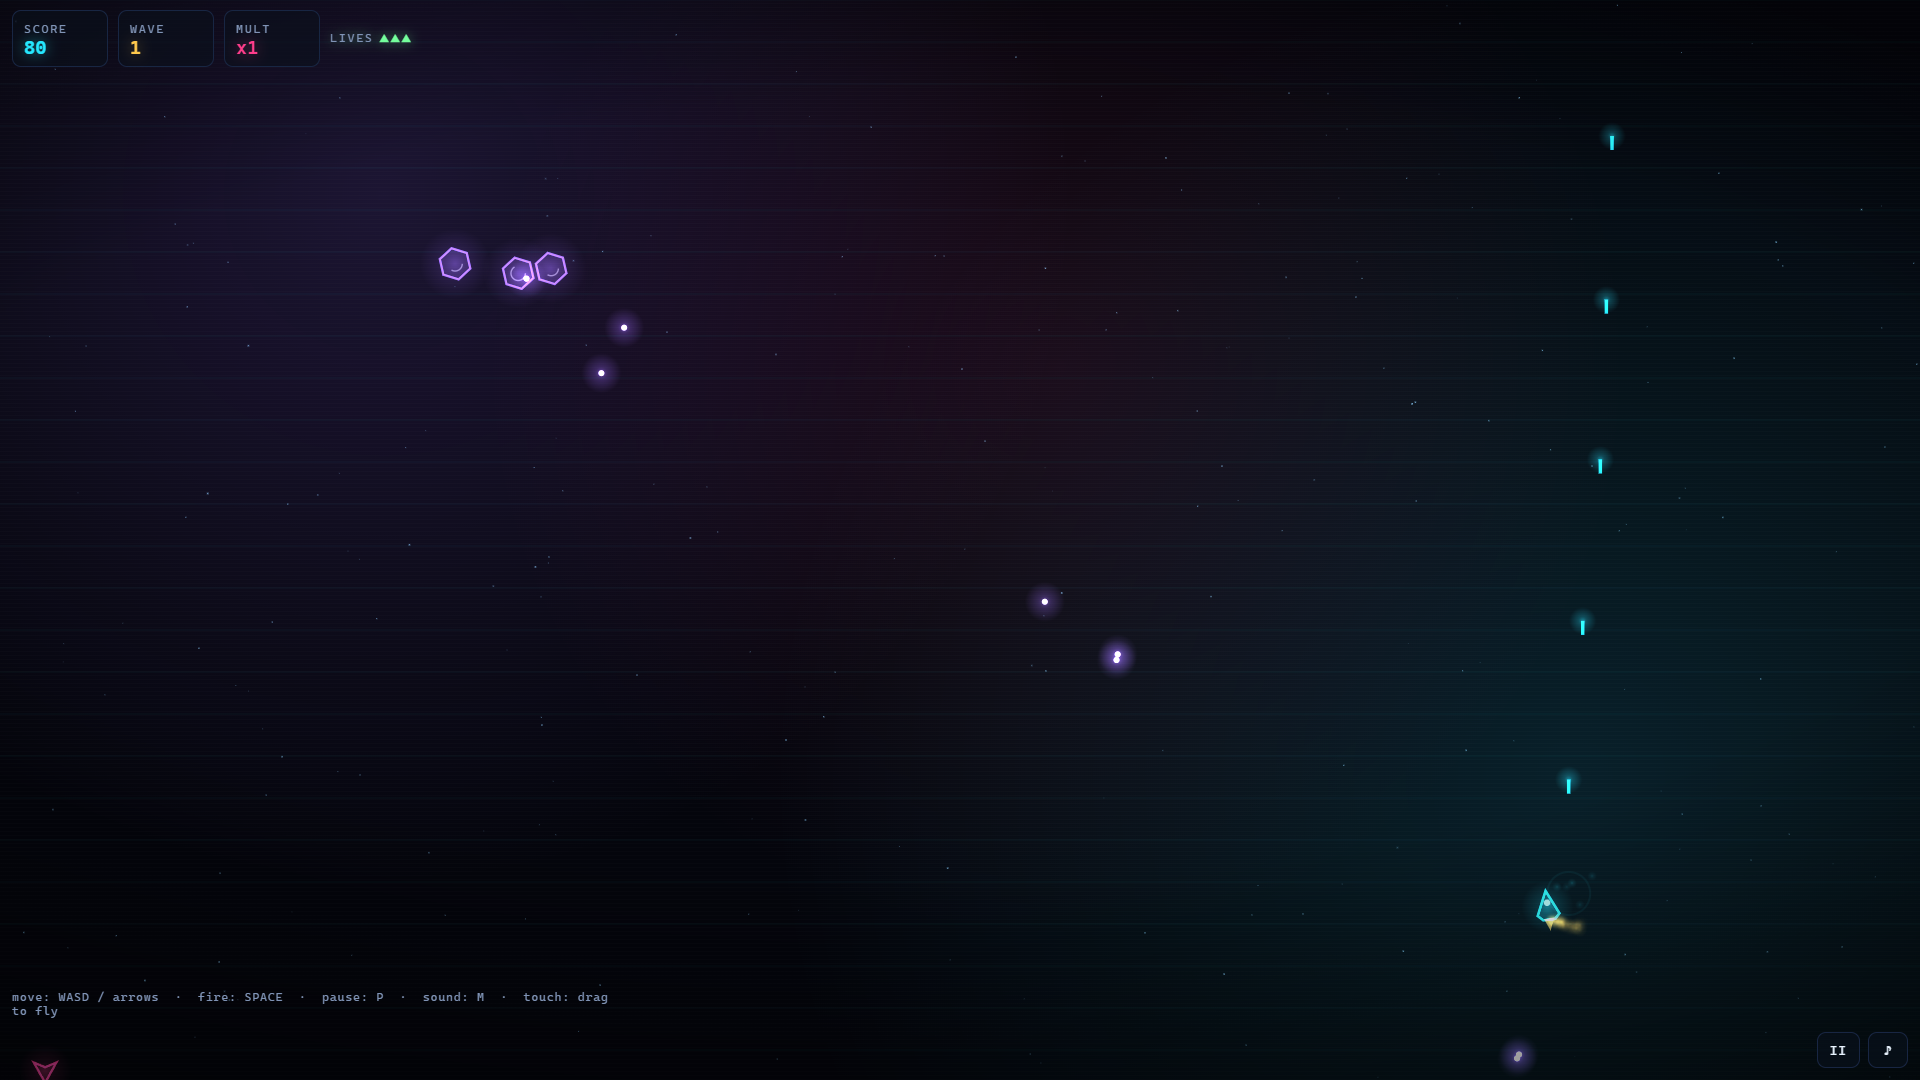 SCORE
80
WAVE
1
MULT
x1
LIVES
move: WASD / arrows · fire: SPACE · pause: P · sound: M · touch: drag
to fly
II
♪